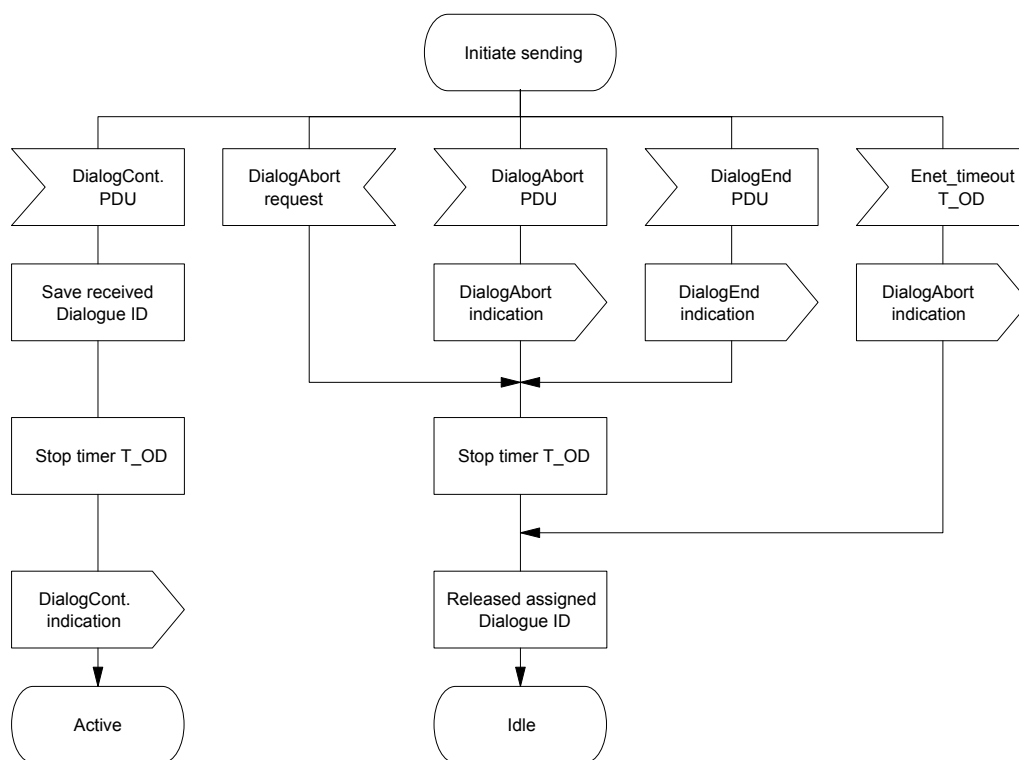 Initiate sending
DialogCont.
PDU
DialogAbort
request
DialogAbort
PDU
DialogEnd
PDU
Enet_timeout
T_OD
Save received
Dialogue ID
DialogAbort
indication
DialogEnd
indication
DialogAbort
indication
Stop timer T_OD
Stop timer T_OD
DialogCont.
indication
Released assigned
Dialogue ID
Active
Idle